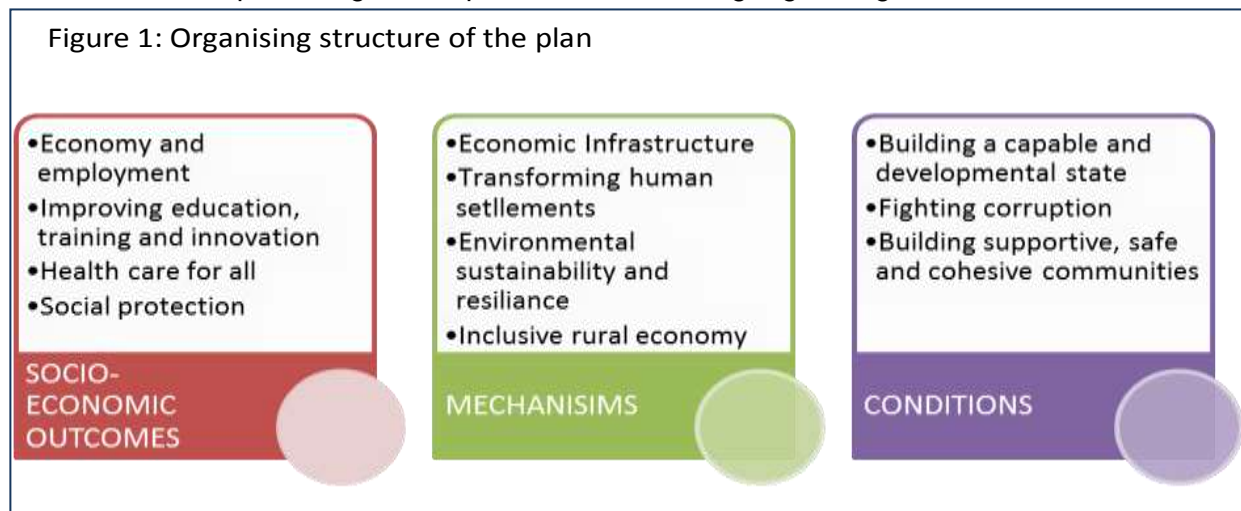 Figure 1: Organising structure of the plan
•Economy and
employment
•Improving education,
training and innovation
•Health care for all
•Social protection
SOCIO-
ECONOMIC
OUTCOMES
•Economic Infrastructure
•Transforming human
setllements
•Environmental
sustainability and
resiliance
•Inclusive rural economy
MECHANISIMS
•Building a capable and
developmental state
•Fighting corruption
•Building supportive, safe
and cohesive communities
CONDITIONS